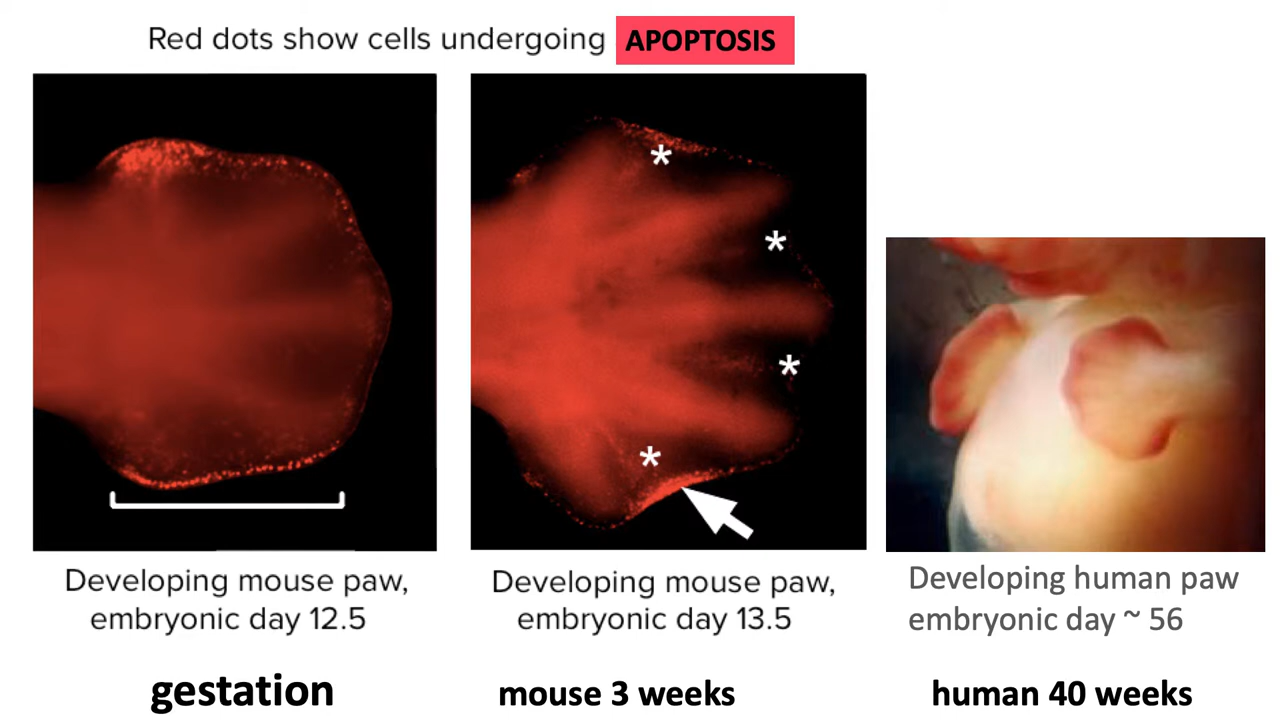 Red dots show cells undergoing APOPTOSIS
*
*
*
*
Developing mouse paw,
embryonic day 12.5
Developing mouse paw,
embryonic day 13.5
Developing human paw
embryonic day ~ 56
gestation
mouse 3 weeks
human 40 weeks